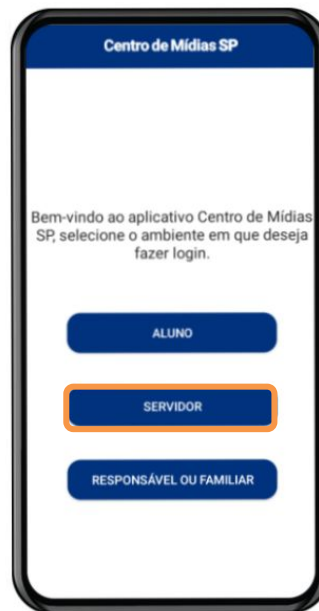 Centro de Mídias SP
Bem-vindo ao aplicativo Centro de Mídias
SP, selecione o ambiente em que deseja
fazer login.
ALUNO
SERVIDOR
RESPONSÁVEL OU FAMILIAR